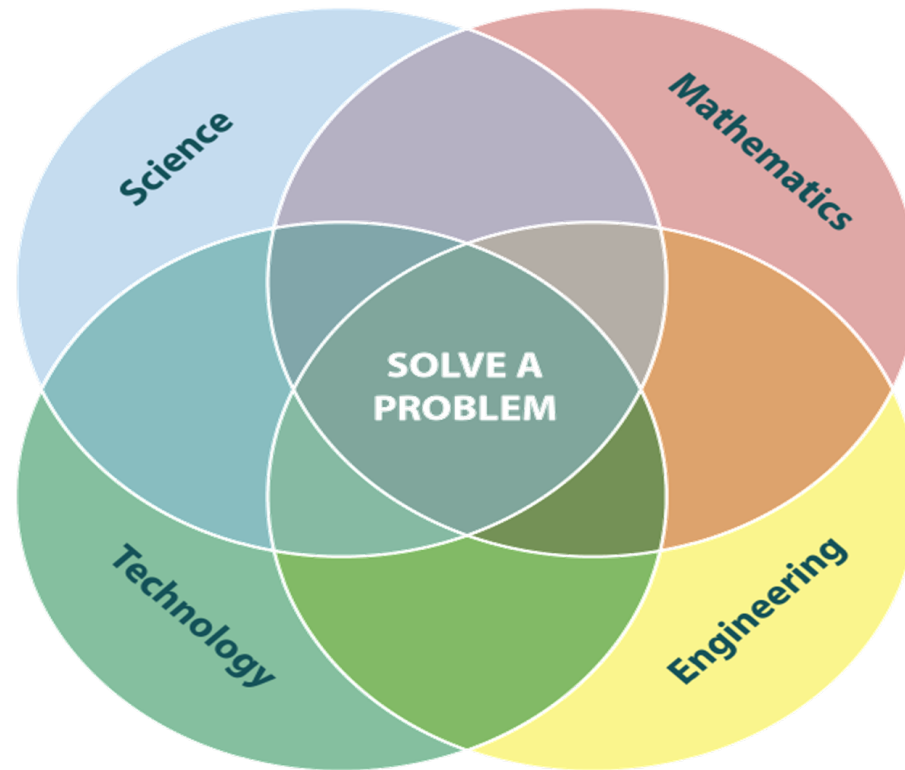 Science
Mathematics
SOLVE A
PROBLEM
Technology
Engineering